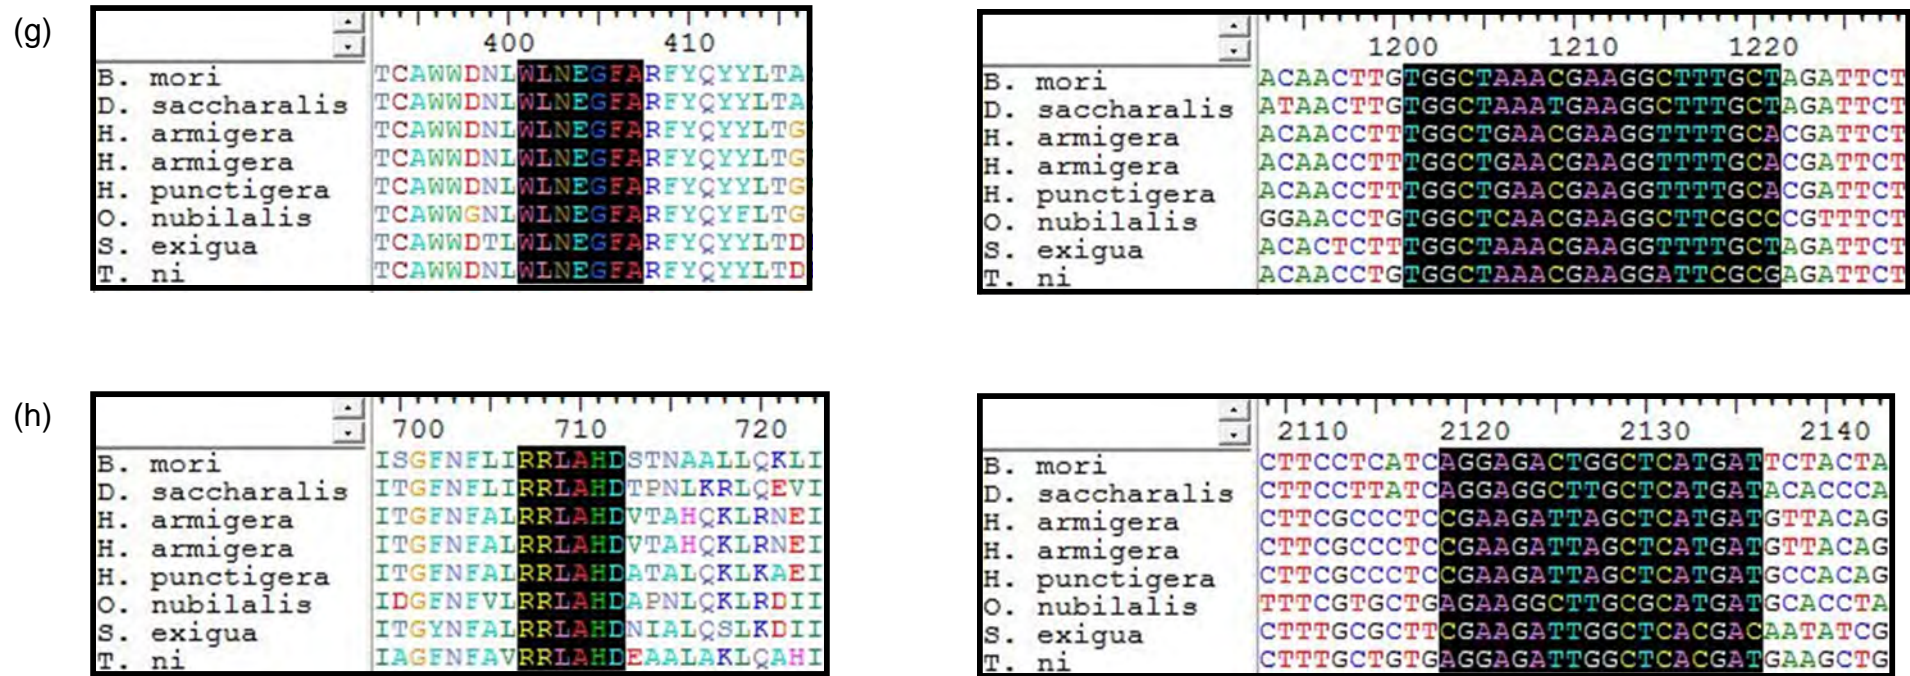 (g)
400 410
B. mori TCAWWDNLWLNEGFARFYQYYLTA
D. saccharalis TCAWWDNLWLNEGFARFYQYYLTA
H. armigera TCAWWDNLWLNEGFARFYQYYLTG
H. armigera TCAWWDNLWLNEGFARFYQYYLTG
H. punctigera TCAWWDNLWLNEGFARFYQYYLTG
O. nubilalis TCAWWGNLWLNEGFARFYQYFLTG
S. exigua TCAWWDTLWLNEGFARFYQYYLTD
T. ni TCAWWDNLWLNEGFARFYQYYLTD
1200 1210 1220
B. mori ACAACTTGTGGCTAAACGAAGGCTTTGCTAGATTCT
D. saccharalis ATAACTTGTGGCTAAATGAAGGCTTTGCTAGATTCT
H. armigera ACAACCTTTGGCTGAACGAAGGTTTTGCACGATTCT
H. armigera ACAACCTTTGGCTGAACGAAGGTTTTGCACGATTCT
H. punctigera ACAACCTTTGGCTGAACGAAGGTTTTGCACGATTCT
O. nubilalis GGAACCTGTGGCTCAACGAAGGCTTCGCCCGTTTCT
S. exigua ACACTCTTTGGCTAAACGAAGGTTTTGCTAGATTCT
T. ni ACAACCTGTGGCTAAACGAAGGATTCGCGAGATTCT
(h)
700 710 720
B. mori ISGFNFLIRRLAHDSTNAALLQKLI
D. saccharalis ITGFNFLIRRLAHDTPNLKRLQEVI
H. armigera ITGFNFALRRLAHDVTAHQKLRNEI
H. armigera ITGFNFALRRLAHDVTAHQKLRNEI
H. punctigera ITGFNFALRRLAHDATALQKLKAEI
O. nubilalis IDGFNFVLRRLAHDAPNLQKLRDII
S. exigua ITGYNFALRRLAHDNIALQSLKDII
T. ni IAGFNFAVRRLAHDEAALAKLQAHI
2110 2120 2130 2140
B. mori CTTCCTCATCAGGAGACTGGCTCATGATTCTACTA
D. saccharalis CTTCCTTATCAGGAGGCTTGCTCATGATACACCCA
H. armigera CTTCGCCCTCCGAAGATTAGCTCATGATGTTACAG
H. armigera CTTCGCCCTCCGAAGATTAGCTCATGATGTTACAG
H. punctigera CTTCGCCCTCCGAAGATTAGCTCATGATGCCACAG
O. nubilalis TTTCGTGCTGAGAAGGCTTGCGCATGATGCACCTA
S. exigua CTTTGCGCTTCGAAGATTGGCTCACGACAATATCG
T. ni CTTTGCTGTGAGGAGATTGGCTCACGATGAAGCTG